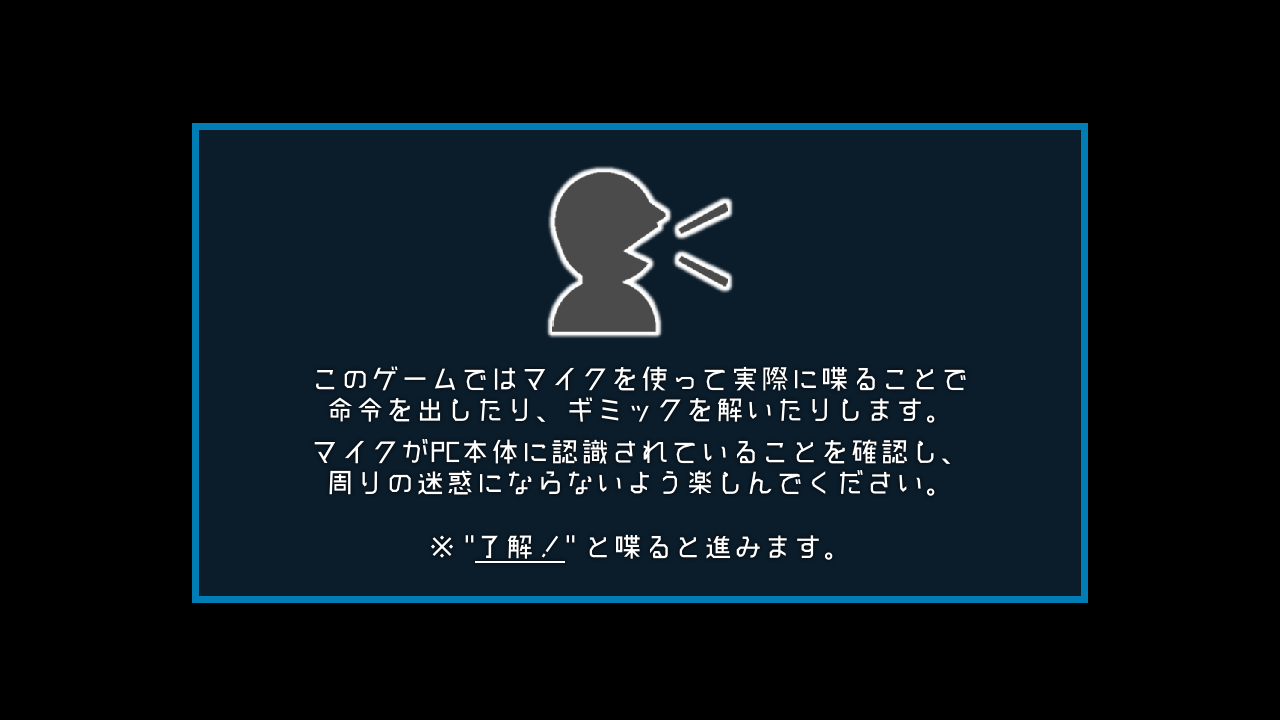 このゲームではマイクを使って実際に喋ることで
命令を出したり、ギミックを解いたりします。
マイクがPC本体に認識されていることを確認し、
周りの迷惑にならないよう楽しんでください。
※ "了解！" と喋ると進みます。